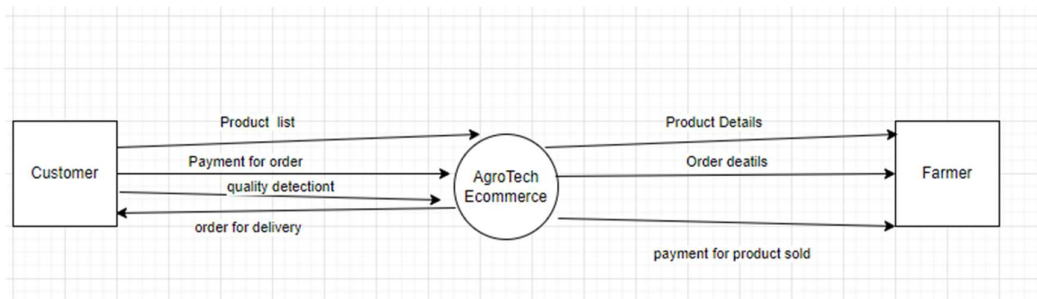 Product list
Product Details
Payment for order
Order deatils
Customer
quality detectiont
AgroTech
Ecommerce
Farmer
order for delivery
payment for product sold